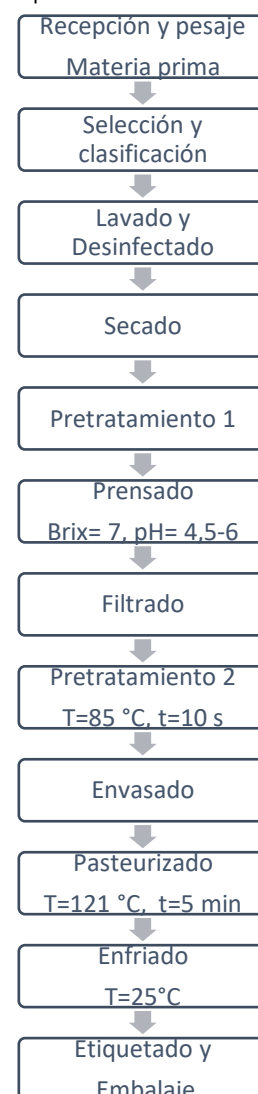 Recepción y pesaje
Materia prima
Selección y
clasificación
Lavado y
Desinfectado
Secado
Pretratamiento 1
Prensado
Brix= 7, pH= 4,5-6
Filtrado
Pretratamiento 2
T=85 °C, t=10 s
Envasado
Pasteurizado
T=121 °C, t=5 min
Enfriado
T=25°C
Etiquetado y
Embalaje